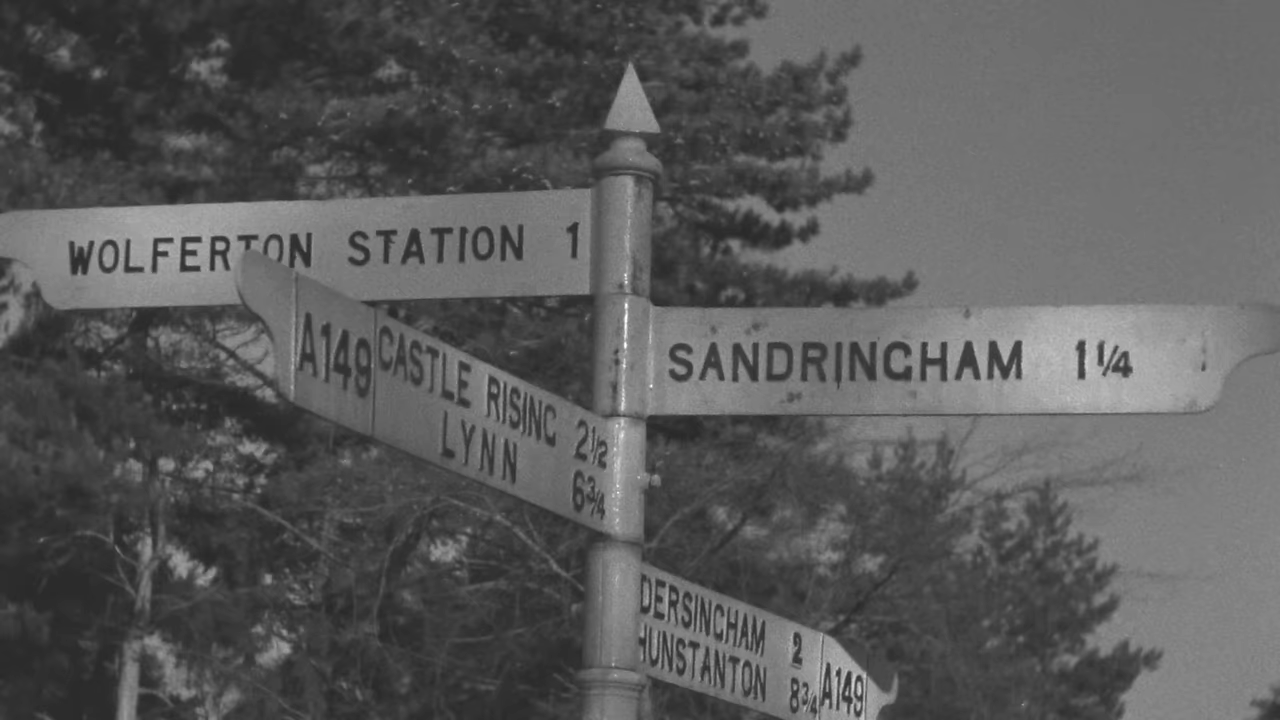 WOLFERTON STATION 1
A149 CASTLE RISING 2½
LYNN 6¾
SANDRINGHAM 1¼
DERSINGHAM 2
HUNSTANTON 8¾ A149